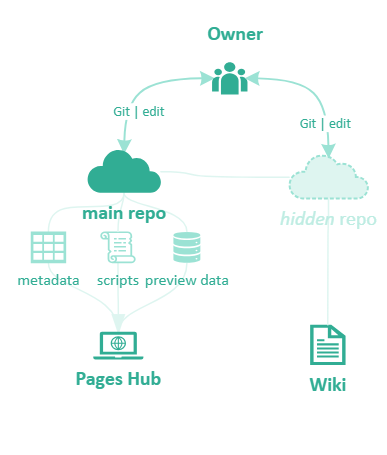 Owner
Git | edit
Git | edit
main repo
hidden repo
metadata
scripts
preview data
Pages Hub
Wiki